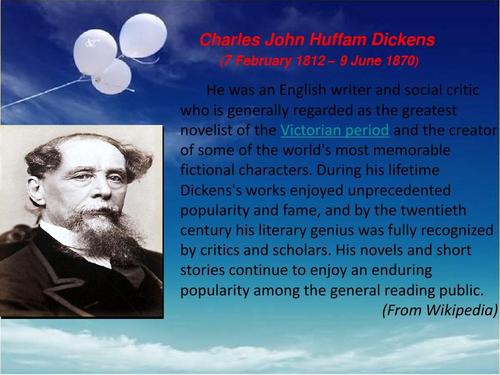 Charles John Huffam Dickens
(7 February 1812 – 9 June 1870)
He was an English writer and social critic
who is generally regarded as the greatest
novelist of the Victorian period and the creator
of some of the world's most memorable
fictional characters. During his lifetime
Dickens's works enjoyed unprecedented
popularity and fame, and by the twentieth
century his literary genius was fully recognized
by critics and scholars. His novels and short
stories continue to enjoy an enduring
popularity among the general reading public.
(From Wikipedia)